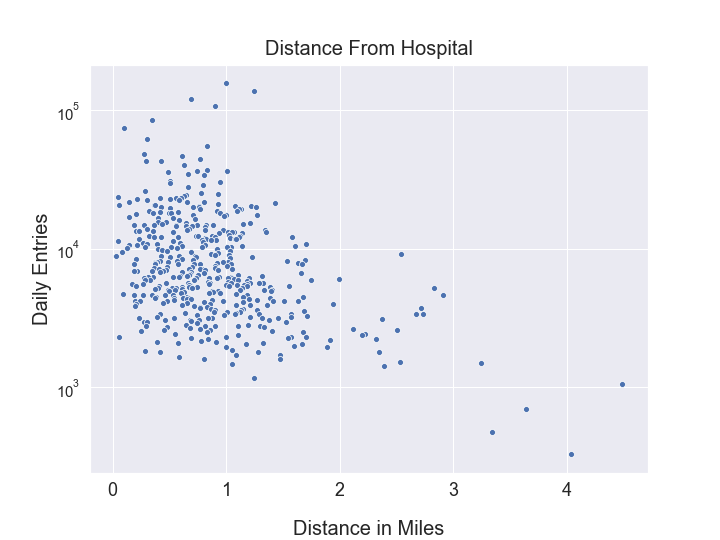 Distance From Hospital
10^5
10^4
10^3
Daily Entries
0 1 2 3 4
Distance in Miles